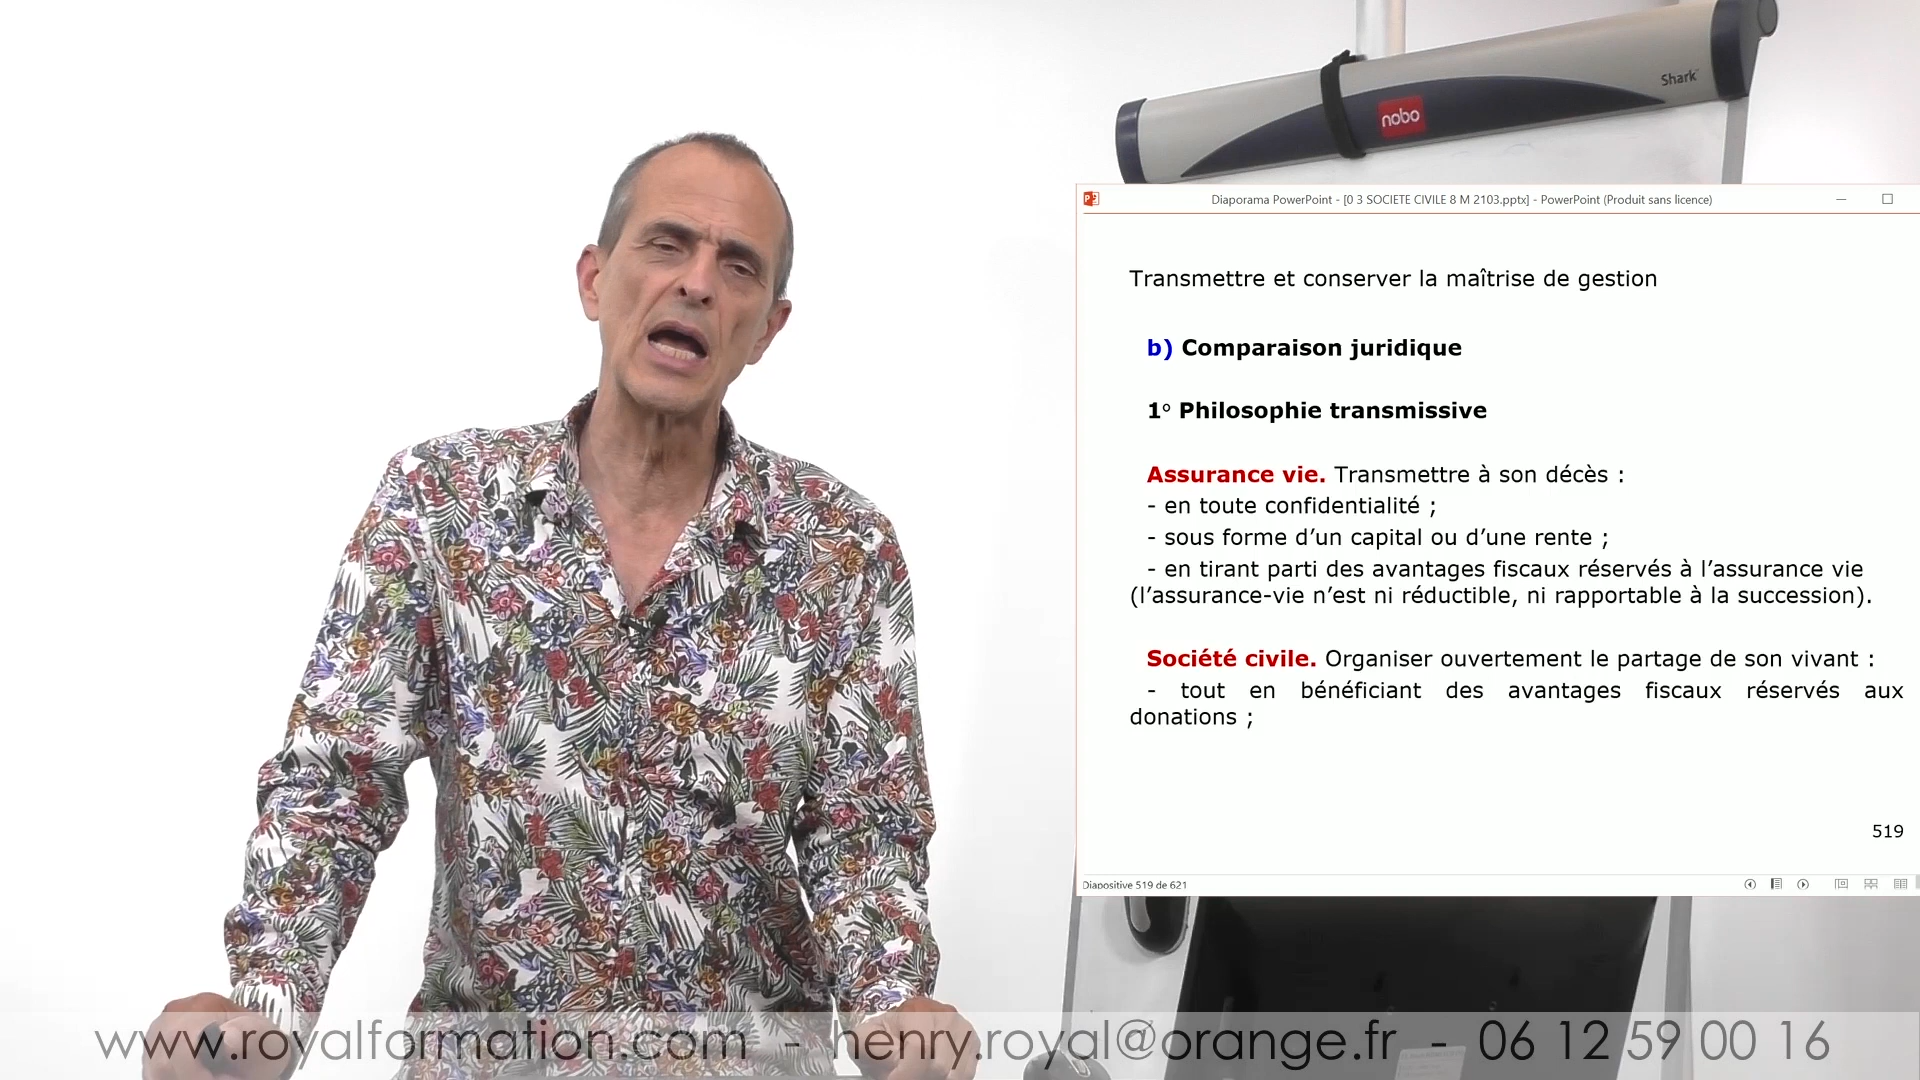 Shark
nobo
Diaporama PowerPoint - [0 3 SOCIETE CIVILE 8 M 2103.pptx] - PowerPoint (Produit sans licence)
Transmettre et conserver la maîtrise de gestion
b) Comparaison juridique
1° Philosophie transmissive
Assurance vie. Transmettre à son décès :
- en toute confidentialité ;
- sous forme d’un capital ou d’une rente ;
- en tirant parti des avantages fiscaux réservés à l’assurance vie
(l’assurance-vie n’est ni réductible, ni rapportable à la succession).
Société civile. Organiser ouvertement le partage de son vivant :
- tout en bénéficiant des avantages fiscaux réservés aux
donations ;
519
Diapositive 519 de 621
www.royalformation.com - henry.royal@orange.fr - 06 12 59 00 16